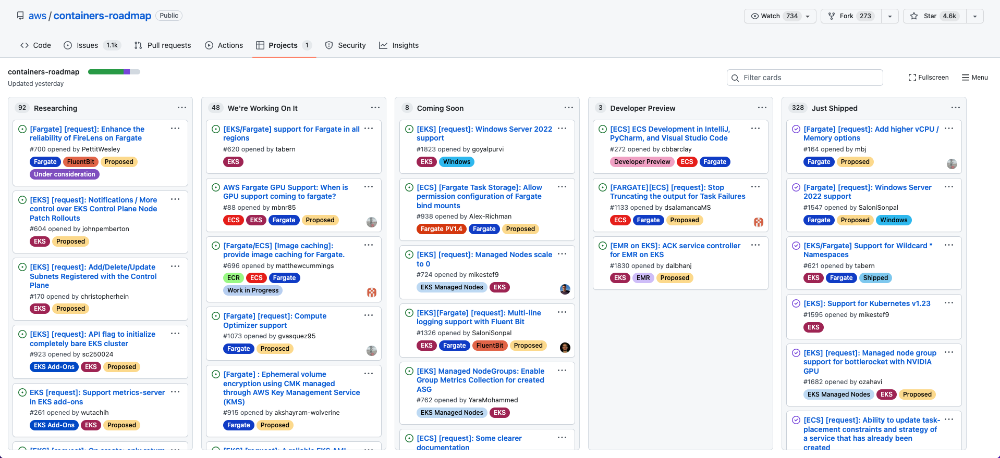 aws / containers-roadmap Public
Watch 734
Fork 273
Star 4.6k
Code
Issues 1.1k
Pull requests
Actions
Projects 1
Security
Insights
containers-roadmap
Updated yesterday
Filter cards
Fullscreen
Menu
92 Researching
[Fargate] [request]: Enhance the
reliability of FireLens on Fargate
#700 opened by PettitWesley
Fargate FluentBit Proposed
Under consideration
[EKS] [request]: Notifications / More
control over EKS Control Plane Node
Patch Rollouts
#604 opened by johnpemberton
EKS Proposed
[EKS] [request]: Add/Delete/Update
Subnets Registered with the Control
Plane
#170 opened by christopherhein
EKS Proposed
[EKS] [request]: API flag to initialize
completely bare EKS cluster
#923 opened by sc250024
EKS Add-Ons EKS Proposed
EKS [request]: Support metrics-server
in EKS add-ons
#261 opened by wutachih
EKS Add-Ons EKS Proposed
[EKS] [request]: On create: only return
48 We're Working On It
[EKS/Fargate] support for Fargate in all
regions
#620 opened by tabern
EKS
AWS Fargate GPU Support: When is
GPU support coming to fargate?
#88 opened by mbnr85
ECS EKS Fargate Proposed
[Fargate/ECS] [Image caching]:
provide image caching for Fargate.
#696 opened by matthewcummings
ECR ECS Fargate
Work in Progress
[Fargate] [request]: Compute
Optimizer support
#1073 opened by gvasquez95
Fargate Proposed
[Fargate] : Ephemeral volume
encryption using CMK managed
through AWS Key Management Service
(KMS)
#915 opened by akshayram-wolverine
Fargate Proposed
[EKS] [request]: A reliable EKS AMI
8 Coming Soon
[EKS] [request]: Windows Server 2022
support
#1823 opened by goyalpurvi
EKS Windows
[ECS] [Fargate Task Storage]: Allow
permission configuration of Fargate
bind mounts
#938 opened by Alex-Richman
Fargate PV1.4 Fargate Proposed
[EKS] [request]: Managed Nodes scale
to 0
#724 opened by mikestef9
EKS Managed Nodes EKS
[EKS][Fargate] [request]: Multi-line
logging support with Fluent Bit
#1326 opened by SaloniSonpal
EKS Fargate FluentBit Proposed
[EKS] Managed NodeGroups: Enable
Group Metrics Collection for created
ASG
#762 opened by YaraMohammed
EKS Managed Nodes EKS
[ECS] [request]: Some clearer
documentation
3 Developer Preview
[ECS] ECS Development in IntelliJ,
PyCharm, and Visual Studio Code
#272 opened by cbbarclay
Developer Preview ECS Fargate
[FARGATE][ECS] [request]: Stop
Truncating the output for Task Failures
#1133 opened by dsalamancaMS
ECS Fargate Proposed
[EMR on EKS]: ACK service controller
for EMR on EKS
#1830 opened by dalbhanj
EKS EMR Proposed
328 Just Shipped
[Fargate] [request]: Add higher vCPU /
Memory options
#164 opened by mbj
Fargate Proposed
[Fargate] [request]: Windows Server
2022 support
#1547 opened by SaloniSonpal
Fargate Proposed Windows
[EKS/Fargate] Support for Wildcard *
Namespaces
#621 opened by tabern
EKS Fargate Shipped
[EKS]: Support for Kubernetes v1.23
#1595 opened by mikestef9
EKS
[EKS] [request]: Managed node group
support for bottlerocket with NVIDIA
GPU
#1682 opened by ozahavi
EKS Managed Nodes EKS Proposed
[ECS] [request]: Ability to update task-
placement constraints and strategy of
a service that has already been
created